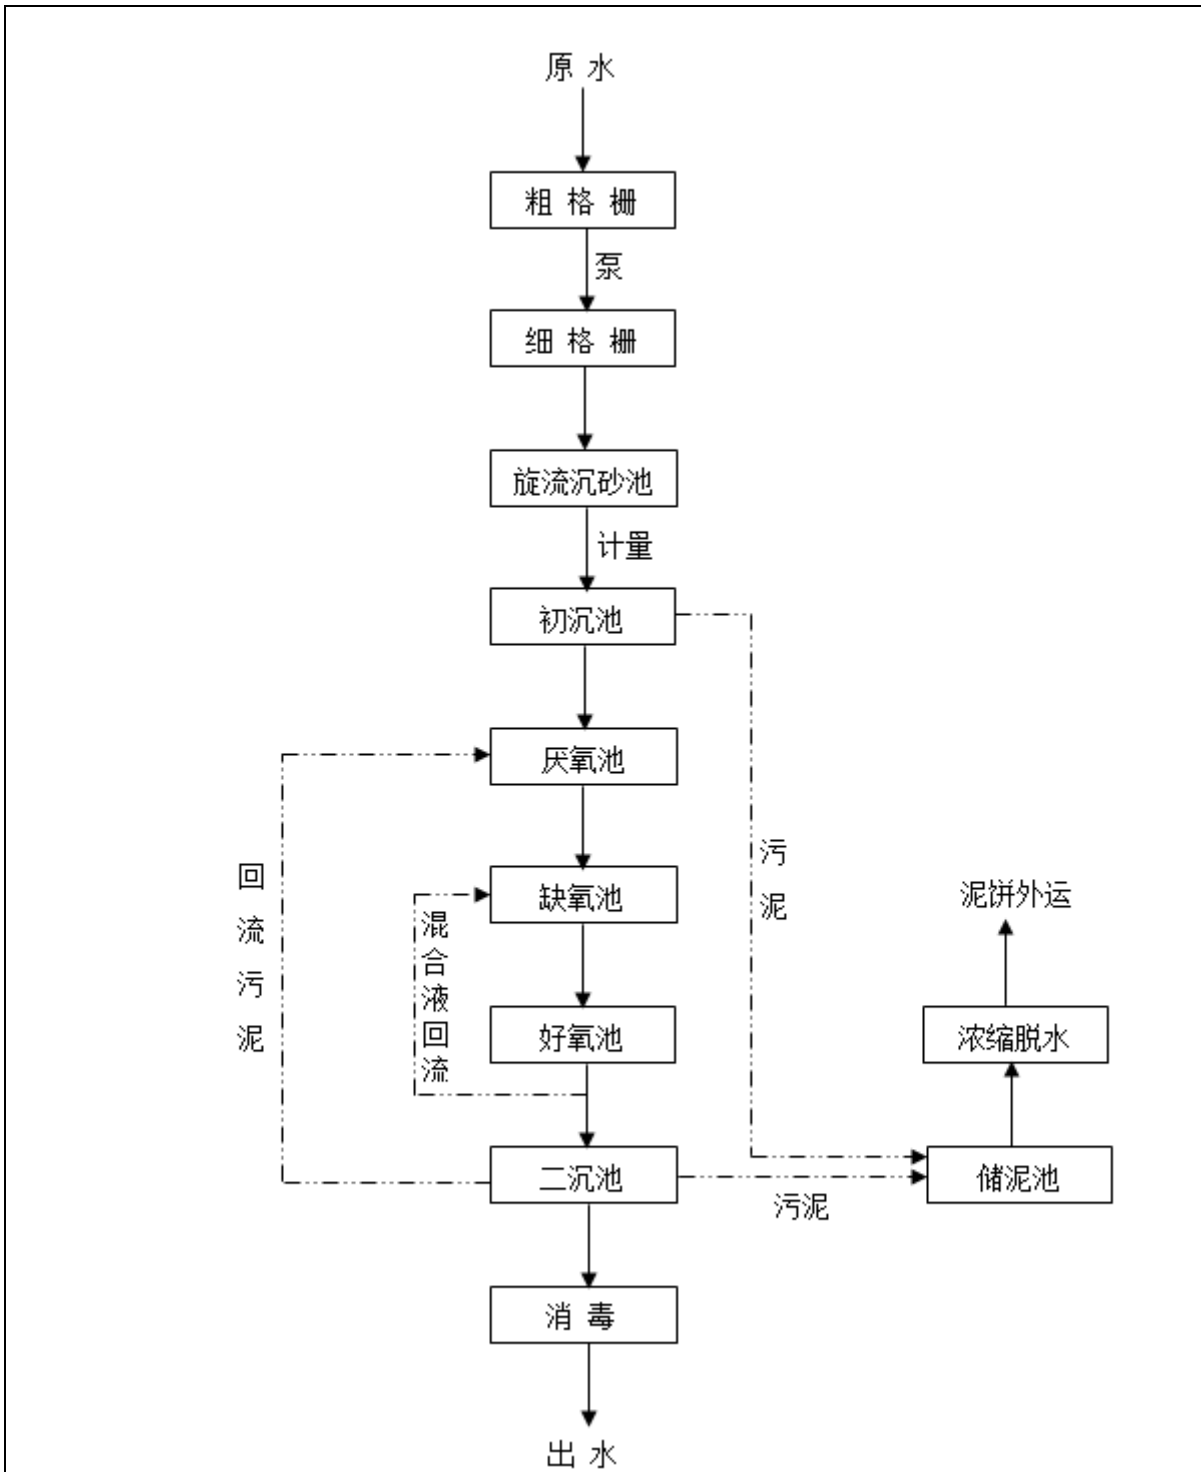 原 水
粗 格 栅
泵
细 格 栅
旋流沉砂池
计量
初沉池
厌氧池
回流污泥
缺氧池
混合液回流
污泥
泥饼外运
好氧池
浓缩脱水
二沉池
污泥
储泥池
消 毒
出 水